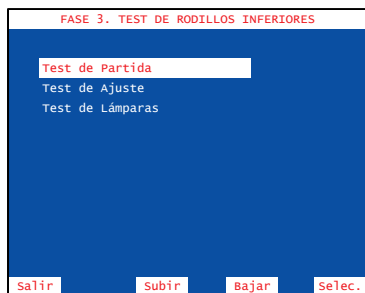 FASE 3. TEST DE RODILLOS INFERIORES
Test de Partida
Test de Ajuste
Test de Lámparas
Salir Subir Bajar Selec.